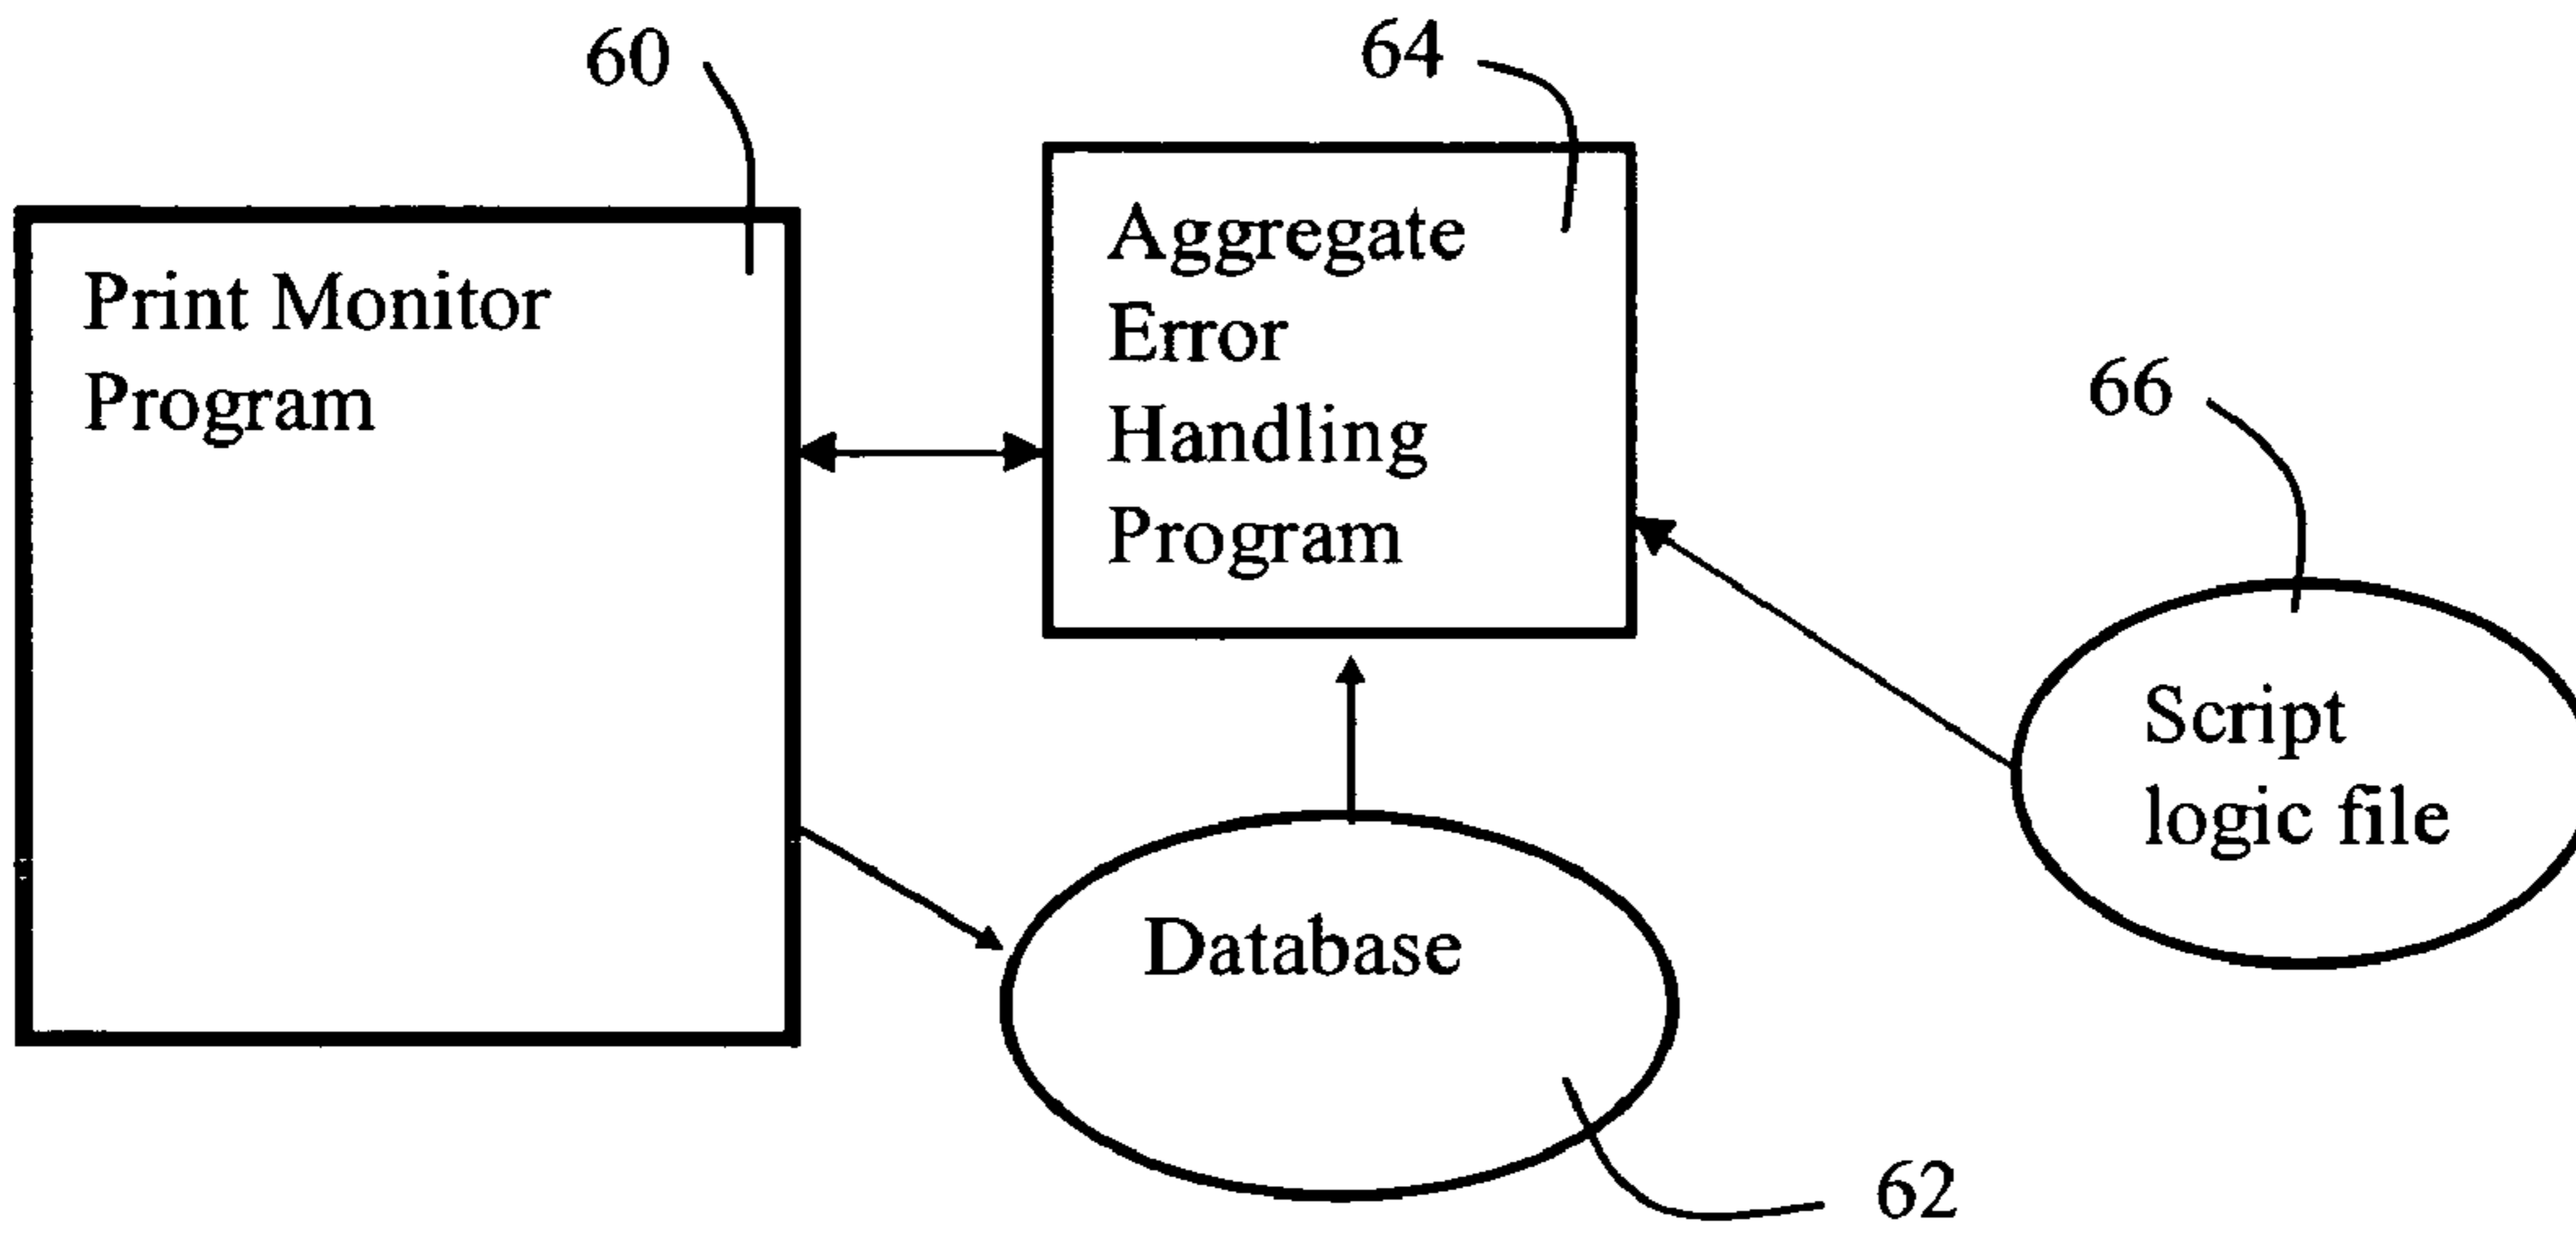 60
64
Print Monitor
Program
Aggregate
Error
Handling
Program
66
Script
logic file
Database
62